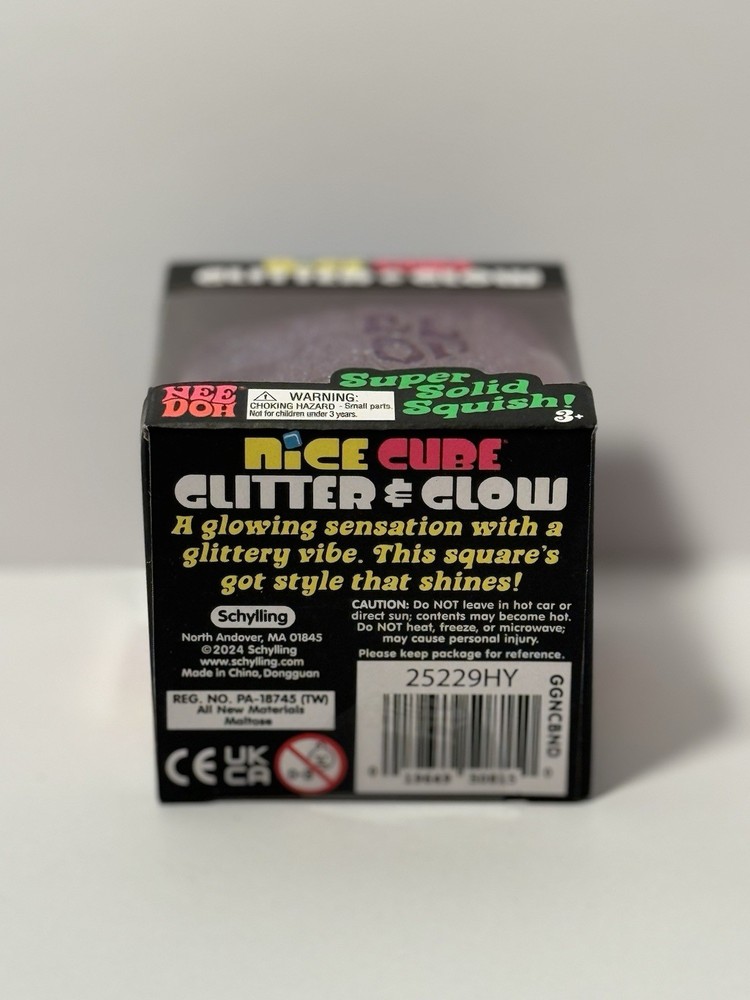 GLITTER & GLOW
NEE
DOH
WARNING:
CHOKING HAZARD - Small parts.
Not for children under 3 years.
Super
Solid
Squish!
3+
NICE CUBE
GLITTER & GLOW
A glowing sensation with a
glittery vibe. This square's
got style that shines!
Schylling
North Andover, MA 01845
©2024 Schylling
www.schylling.com
Made in China, Dongguan
REG. NO. PA-18745 (TW)
All New Materials
Maltose
CAUTION: Do NOT leave in hot car or
direct sun; contents may become hot.
Do NOT heat, freeze, or microwave;
may cause personal injury.
Please keep package for reference.
25229HY
GGNCBND
CE
UK
CA
0-3